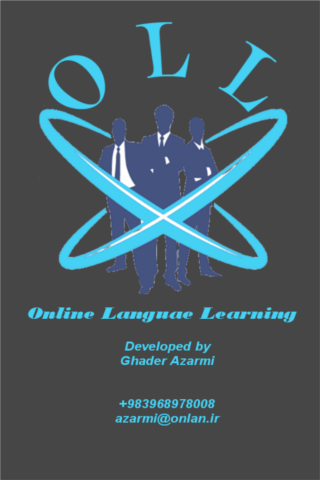 OLL
Online Languae Learning
Developed by
Ghader Azarmi
+983968978008
azarmi@onlan.ir